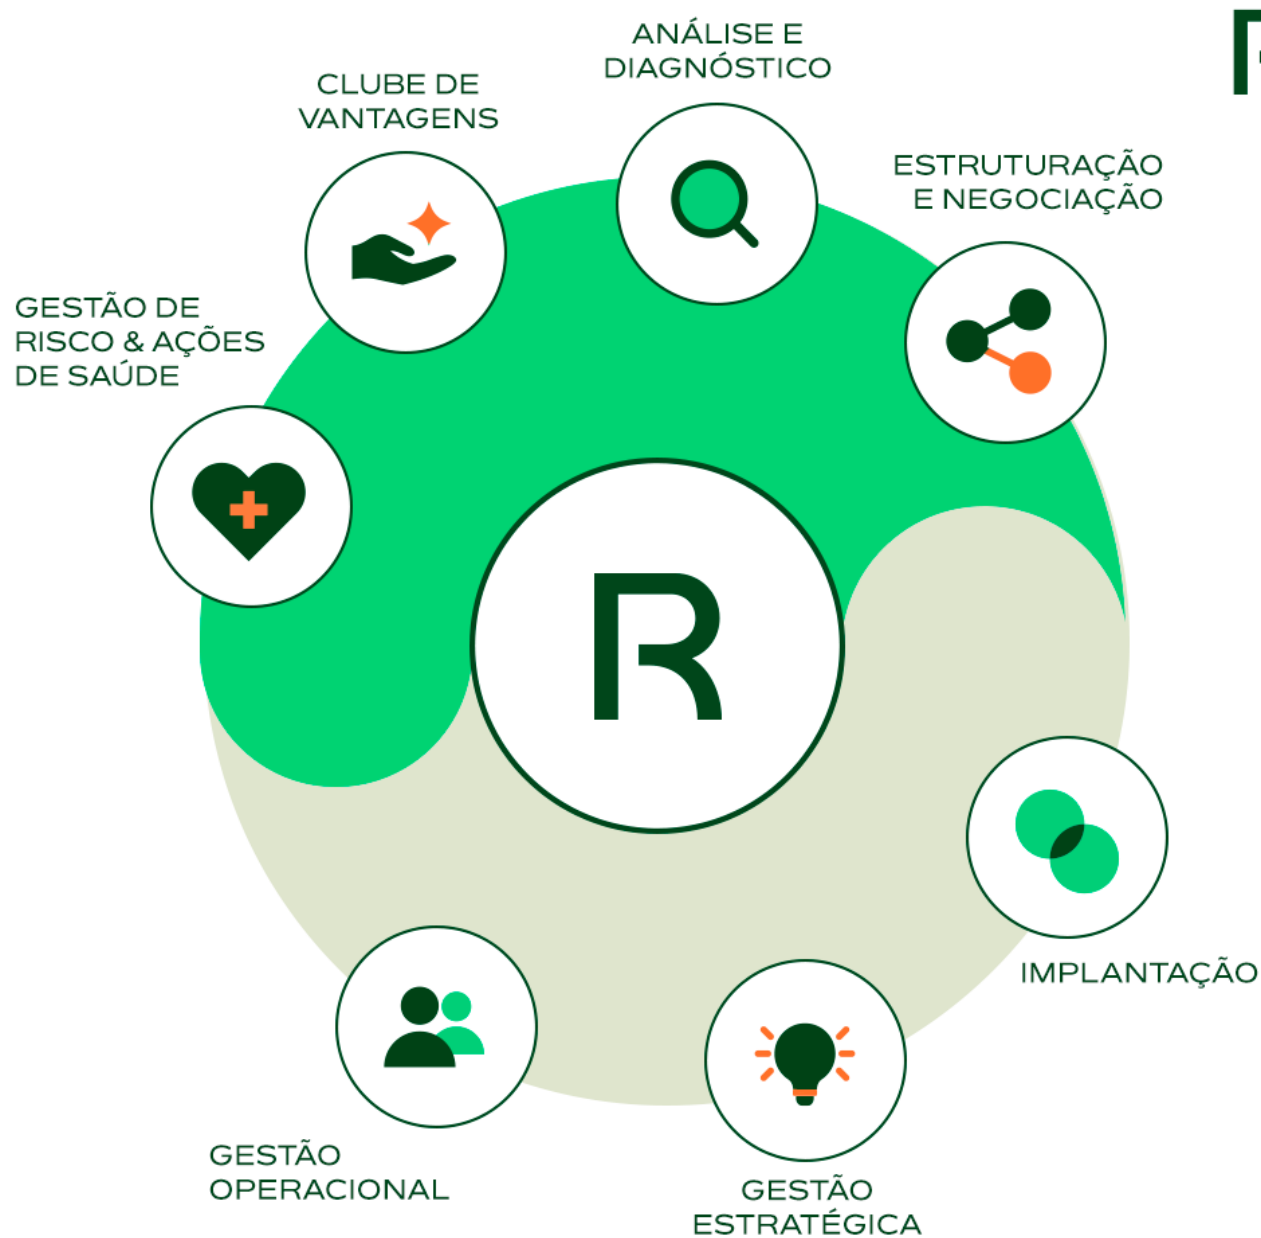 ANÁLISE E
DIAGNÓSTICO
CLUBE DE
VANTAGENS
ESTRUTURAÇÃO
E NEGOCIAÇÃO
GESTÃO DE
RISCO & AÇÕES
DE SAÚDE
R
IMPLANTAÇÃO
GESTÃO
OPERACIONAL
GESTÃO
ESTRATÉGICA